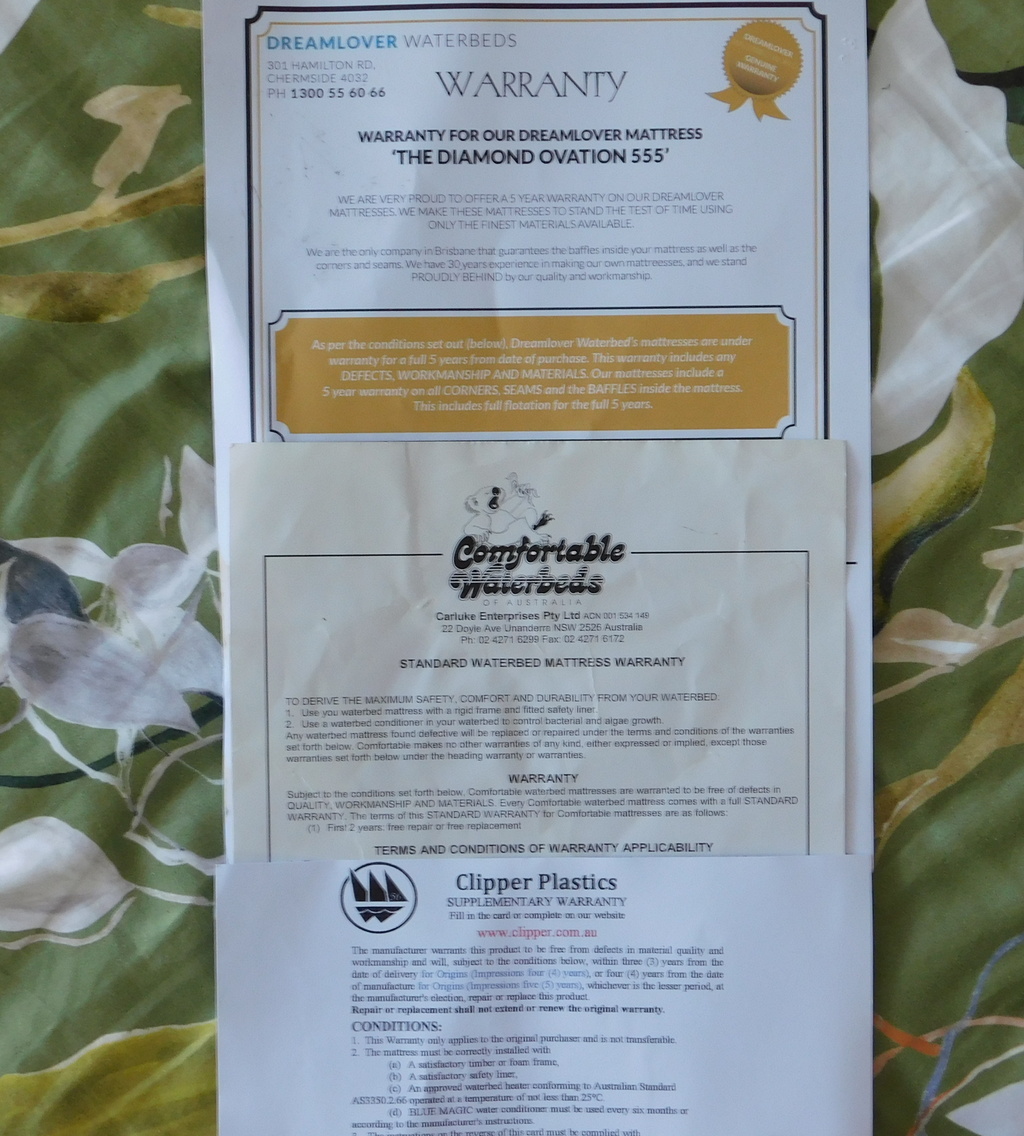 DREAMLOVER WATERBEDS
301 HAMILTON RD,
CHERMSIDE 4032
PH 1300 55 60 66
WARRANTY
DREAMLOVER
GENUINE
WARRANTY
WARRANTY FOR OUR DREAMLOVER MATTRESS
'THE DIAMOND OVATION 555'
WE ARE VERY PROUD TO OFFER A 5 YEAR WARRANTY ON OUR DREAMLOVER
MATTRESSES. WE MAKE THESE MATTRESSES TO STAND THE TEST OF TIME USING
ONLY THE FINEST MATERIALS AVAILABLE.
We are the only company in Brisbane that guarantees the baffles inside your mattress as well as the
corners and seams. We have 30 years experience in making our own mattreesses, and we stand
PROUDLY BEHIND by our quality and workmanship.
As per the conditions set out (below), Dreamlover Waterbed's mattresses are under
warranty for a full 5 years from date of purchase. This warranty includes any
DEFECTS, WORKMANSHIP AND MATERIALS. Our mattresses include a
5 year warranty on all CORNERS, SEAMS and the BAFFLES inside the mattress.
This includes full flotation for the full 5 years.
Comfortable
Waterbeds
OF AUSTRALIA
Carluke Enterprises Pty Ltd ACN 001 534 149
22 Doyle Ave Unanderra NSW 2526 Australia
Ph: 02 4271 6299 Fax: 02 4271 6172
STANDARD WATERBED MATTRESS WARRANTY
TO DERIVE THE MAXIMUM SAFETY, COMFORT AND DURABILITY FROM YOUR WATERBED:
1. Use you waterbed mattress with a rigid frame and fitted safety liner.
2. Use a waterbed conditioner in your waterbed to control bacterial and algae growth.
Any waterbed mattress found defective will be replaced or repaired under the terms and conditions of the warranties
set forth below. Comfortable makes no other warranties of any kind, either expressed or implied, except those
warranties set forth below under the heading warranty or warranties.
WARRANTY
Subject to the conditions set forth below, Comfortable waterbed mattresses are warranted to be free of defects in
QUALITY, WORKMANSHIP AND MATERIALS. Every Comfortable waterbed mattress comes with a full STANDARD
WARRANTY. The terms of this STANDARD WARRANTY for Comfortable mattresses are as follows:
(1) First 2 years: free repair or free replacement
TERMS AND CONDITIONS OF WARRANTY APPLICABILITY
Clipper Plastics
SUPPLEMENTARY WARRANTY
Fill in the card or complete on our website
www.clipper.com.au
The manufacturer warrants this product to be free from defects in material quality and
workmanship and will, subject to the conditions below, within three (3) years from the
date of delivery for Origins (Impressions four (4) years), or four (4) years from the date
of manufacture for Origins (Impressions five (5) years), whichever is the lesser period, at
the manufacturer's election, repair or replace this product.
Repair or replacement shall not extend or renew the original warranty.
CONDITIONS:
1. This Warranty only applies to the original purchaser and is not transferable.
2. The mattress must be correctly installed with
(a) A satisfactory timber or foam frame,
(b) A satisfactory safety liner,
(c) An approved waterbed heater conforming to Australian Standard
AS3350.2.66 operated at a temperature of not less than 25°C.
(d) BLUE MAGIC water conditioner must be used every six months or
according to the manufacturer's instructions.
3. The instructions on the reverse of this card must be complied with